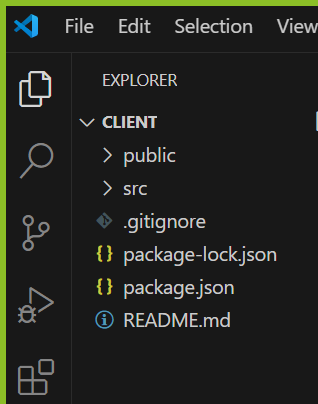 File Edit Selection View
EXPLORER
CLIENT
public
src
.gitignore
{} package-lock.json
{} package.json
README.md